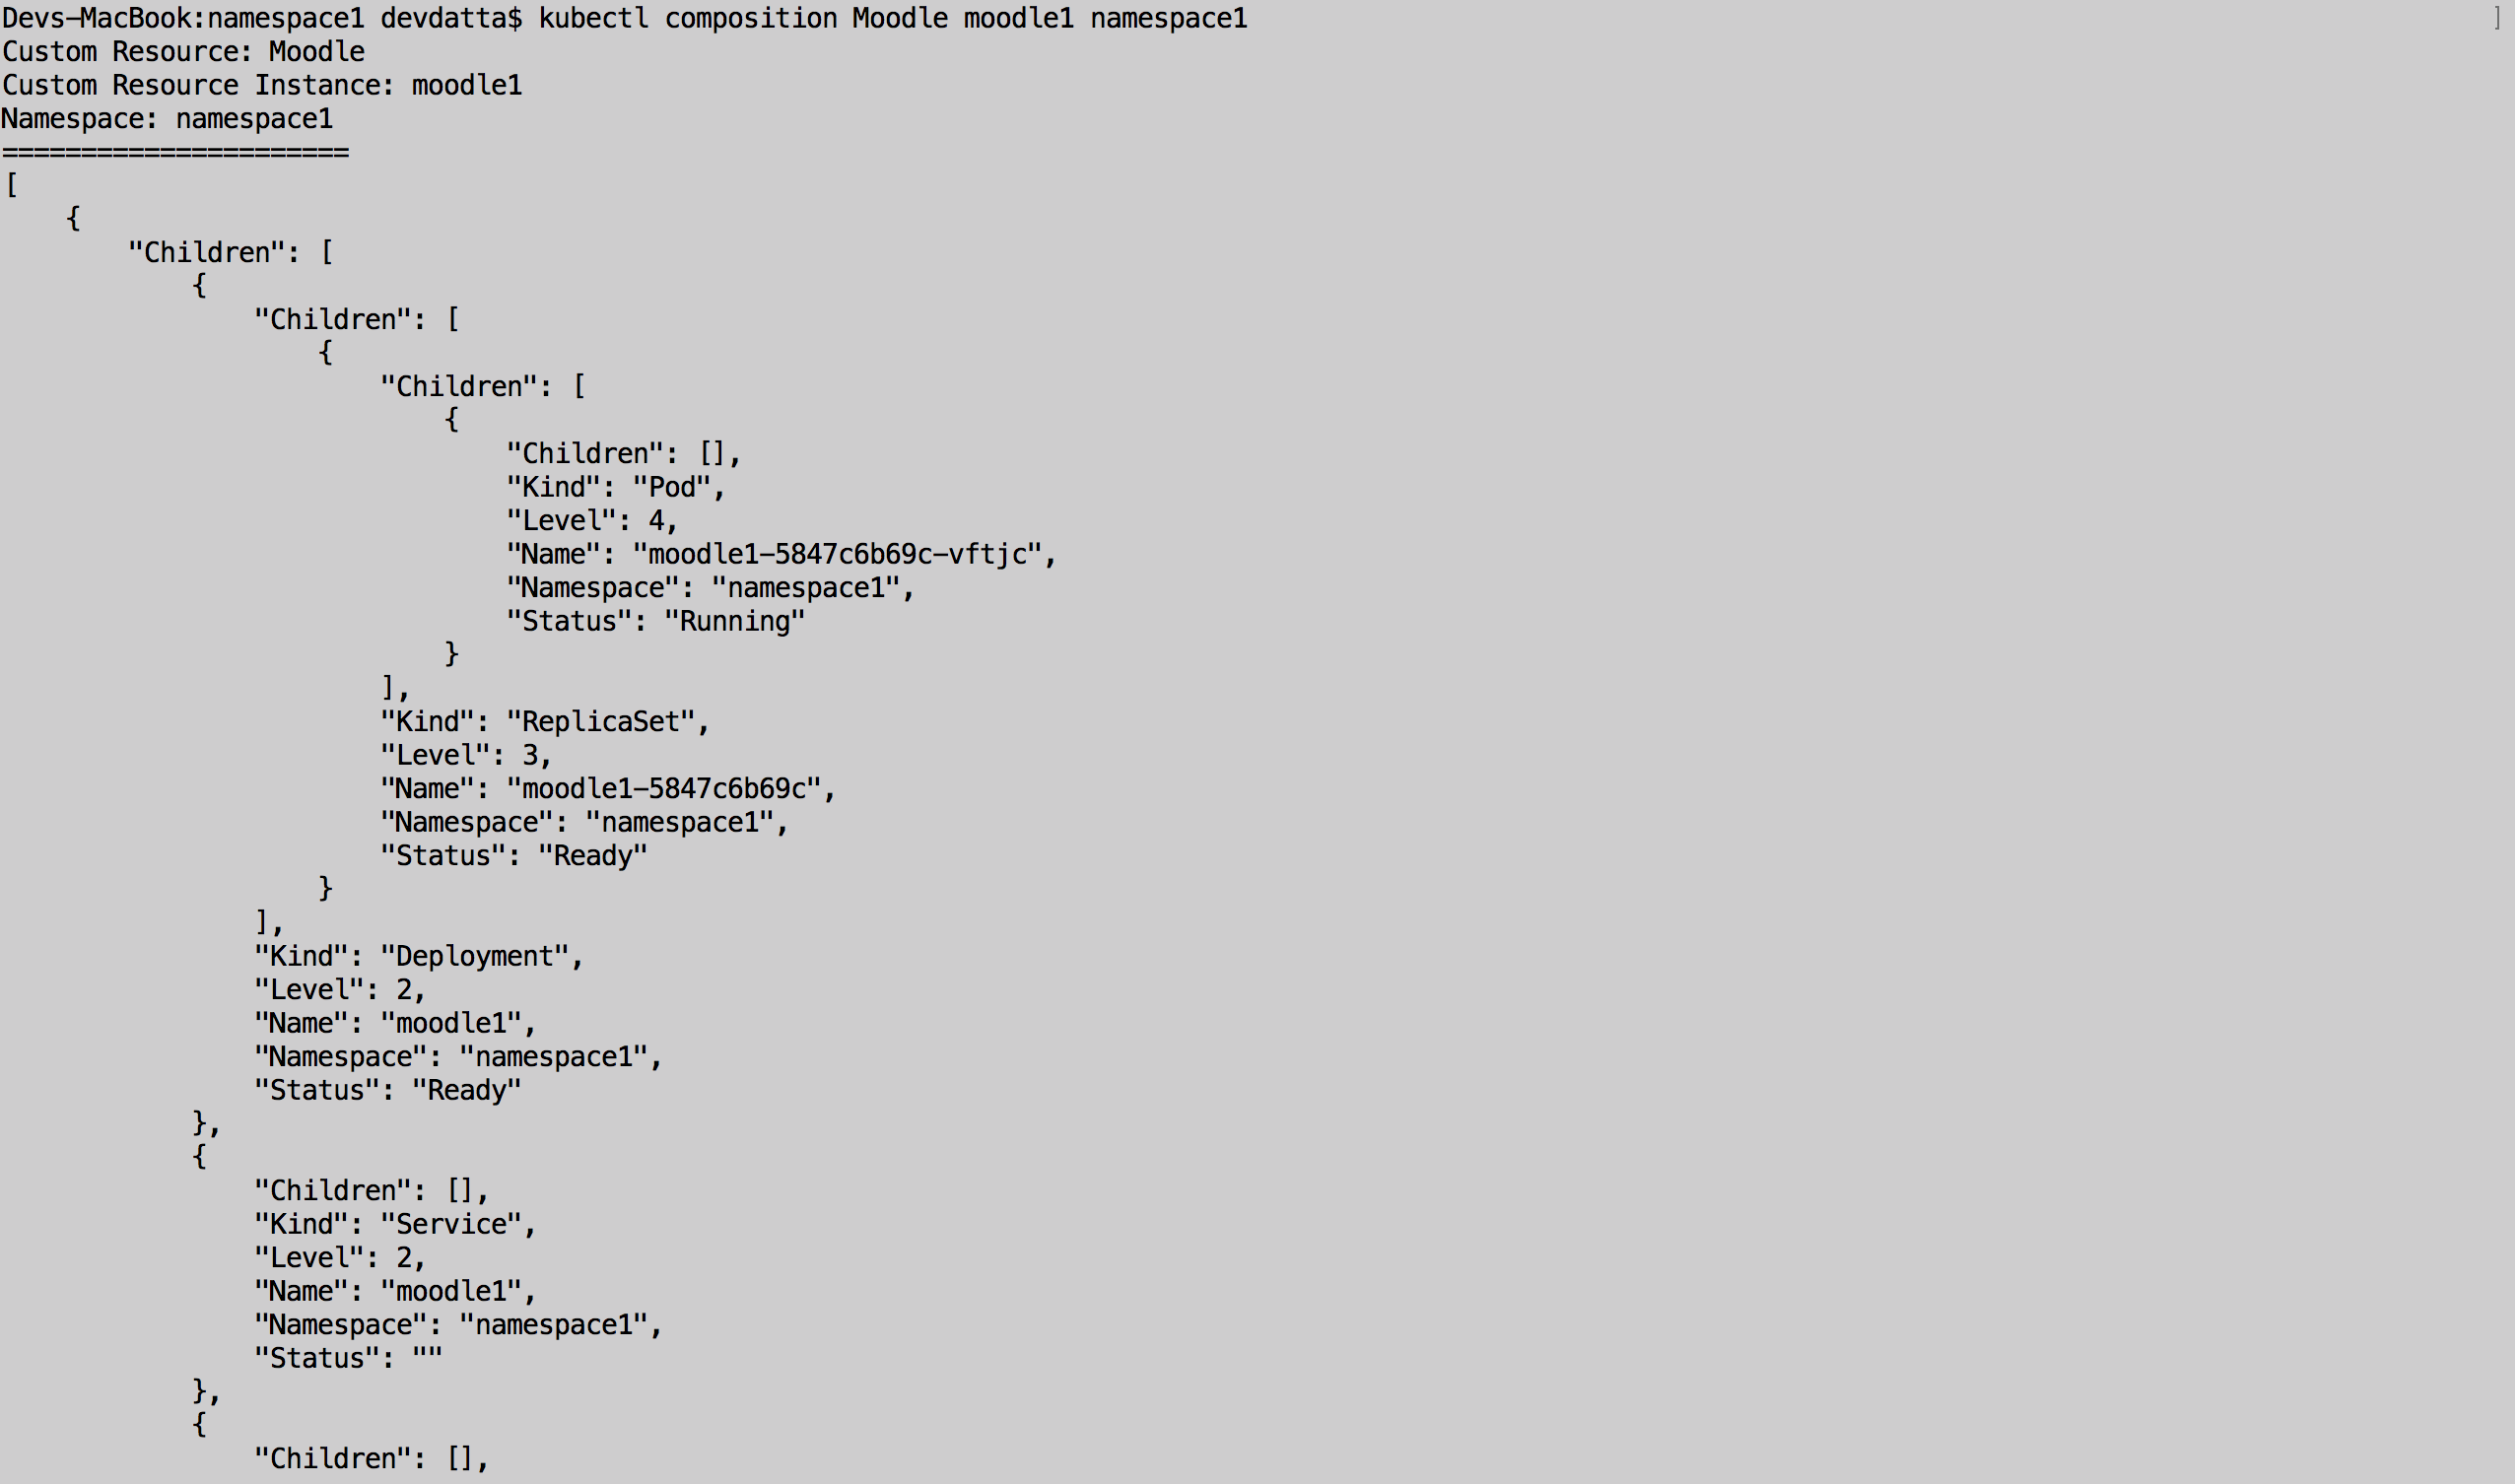 Devs-MacBook:namespace1 devdatta$ kubectl composition Moodle moodle1 namespace1 ]
Custom Resource: Moodle
Custom Resource Instance: moodle1
Namespace: namespace1
======================
[
    {
        "Children": [
            {
                "Children": [
                    {
                        "Children": [
                            {
                                "Children": [],
                                "Kind": "Pod",
                                "Level": 4,
                                "Name": "moodle1-5847c6b69c-vftjc",
                                "Namespace": "namespace1",
                                "Status": "Running"
                            }
                        ],
                        "Kind": "ReplicaSet",
                        "Level": 3,
                        "Name": "moodle1-5847c6b69c",
                        "Namespace": "namespace1",
                        "Status": "Ready"
                    }
                ],
                "Kind": "Deployment",
                "Level": 2,
                "Name": "moodle1",
                "Namespace": "namespace1",
                "Status": "Ready"
            },
            {
                "Children": [],
                "Kind": "Service",
                "Level": 2,
                "Name": "moodle1",
                "Namespace": "namespace1",
                "Status": ""
            },
            {
                "Children": [],